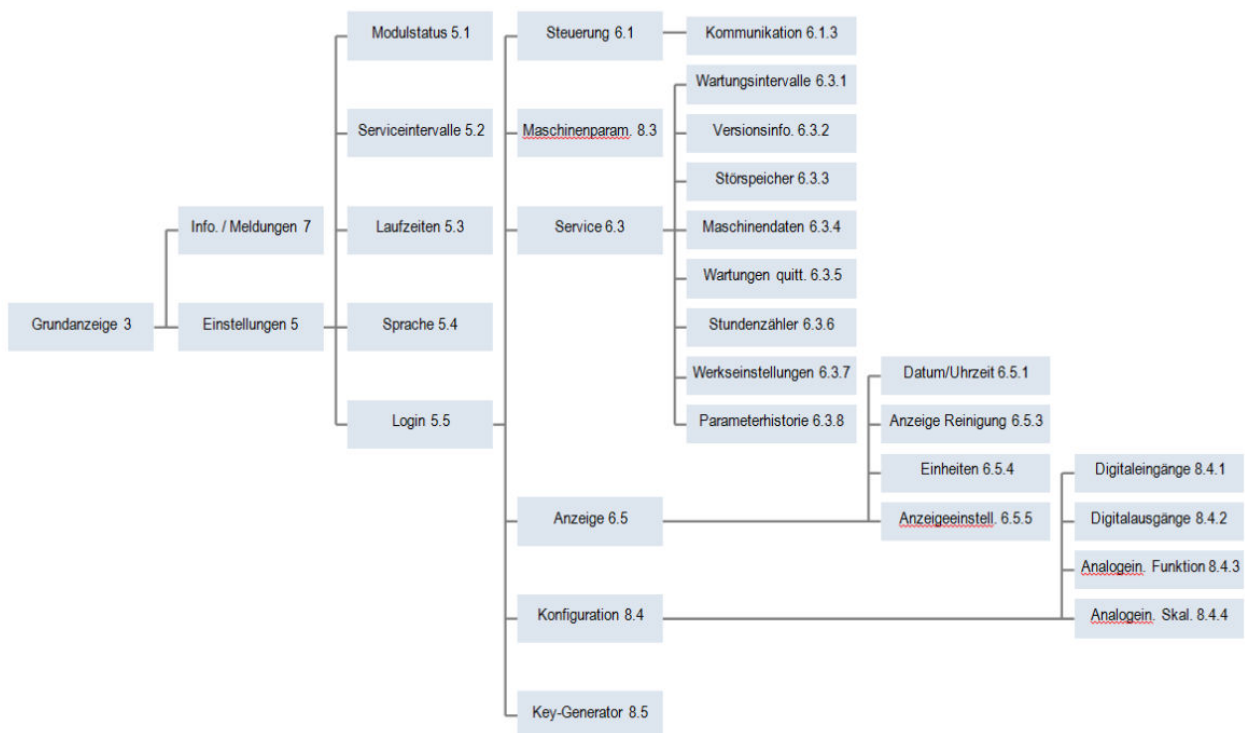 Grundanzeige 3
Info. / Meldungen 7
Einstellungen 5
Modulstatus 5.1
Serviceintervalle 5.2
Laufzeiten 5.3
Sprache 5.4
Login 5.5
Steuerung 6.1
Maschinenparam. 8.3
Service 6.3
Anzeige 6.5
Konfiguration 8.4
Key-Generator 8.5
Kommunikation 6.1.3
Wartungsintervalle 6.3.1
Versionsinfo. 6.3.2
Störspeicher 6.3.3
Maschinendaten 6.3.4
Wartungen quitt. 6.3.5
Stundenzähler 6.3.6
Werkseinstellungen 6.3.7
Parameterhistorie 6.3.8
Datum/Uhrzeit 6.5.1
Anzeige Reinigung 6.5.3
Einheiten 6.5.4
Anzeigeeinstell. 6.5.5
Digitaleingänge 8.4.1
Digitalausgänge 8.4.2
Analogein. Funktion 8.4.3
Analogein. Skal. 8.4.4